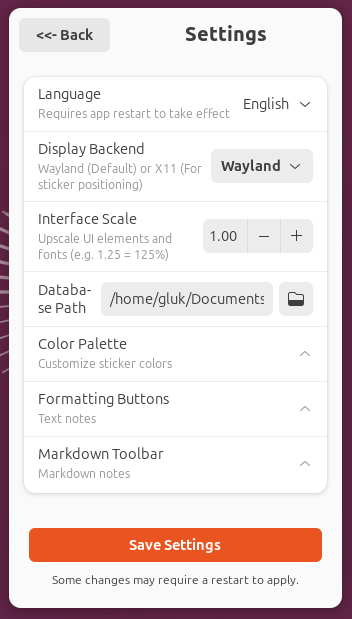 <<- Back
Settings
Language
Requires app restart to take effect
English
Display Backend
Wayland (Default) or X11 (For
sticker positioning)
Wayland
Interface Scale
Upscale UI elements and
fonts (e.g. 1.25 = 125%)
1.00 − +
Databa-
se Path
/home/gluk/Documents
Color Palette
Customize sticker colors
Formatting Buttons
Text notes
Markdown Toolbar
Markdown notes
Save Settings
Some changes may require a restart to apply.